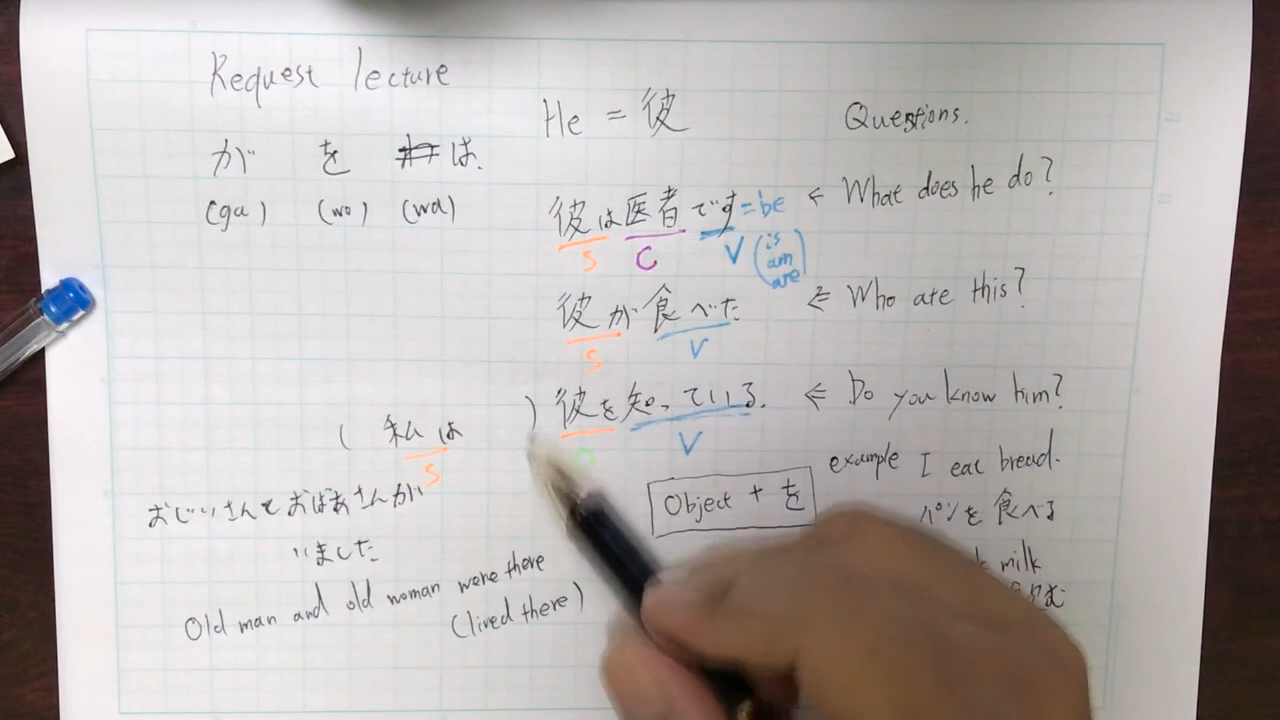 Request lecture
が を は.
(ga) (wo) (wa)
He = 彼
Questions.
彼は医者です = be ← What does he do?
S C V (is am are)
彼が食べた ⇐ Who ate this?
S V
( 私は ) 彼を知っている. ⇐ Do you know him?
S V
おじいさんとおばあさんが
いました
Old man and old woman were there
(lived there)
Object + を
example I eat bread.
パンを食べる
milk